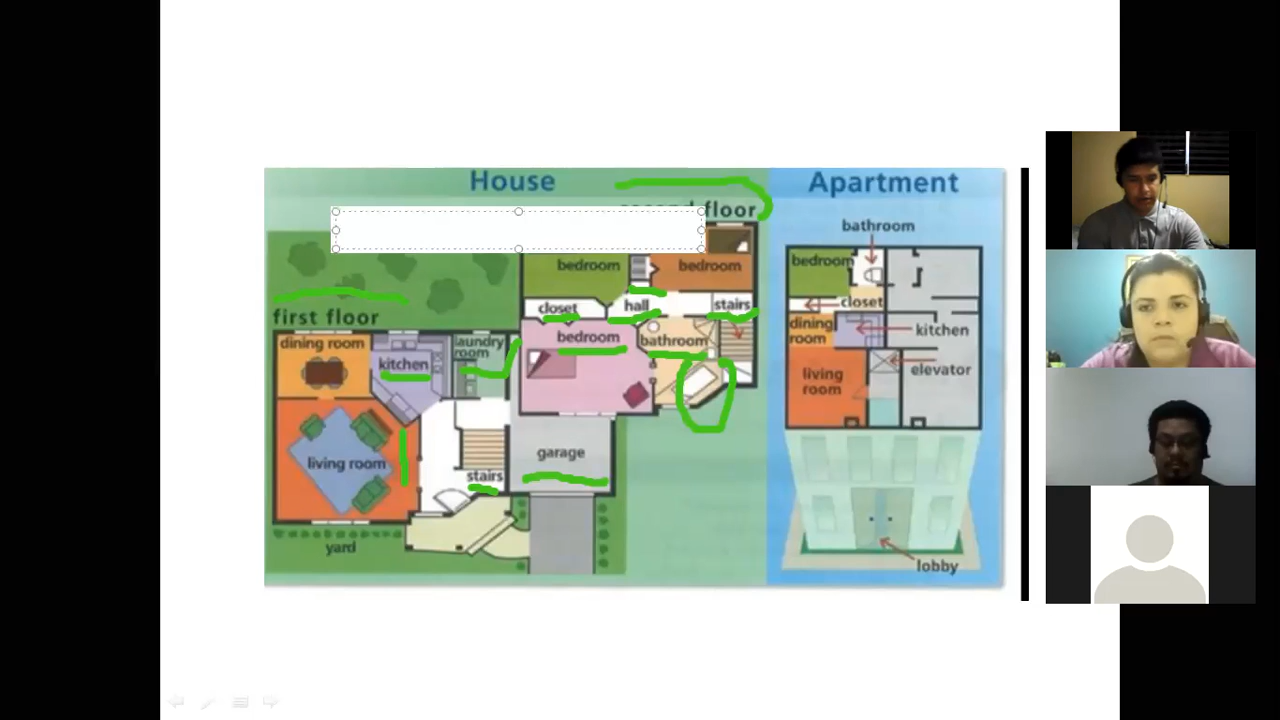 House
second floor
bedroom
bedroom
closet
hall
stairs
first floor
bedroom
bathroom
dining room
kitchen
laundry
room
living room
stairs
garage
yard
Apartment
bathroom
bedroom
closet
dining
room
kitchen
living
room
elevator
lobby